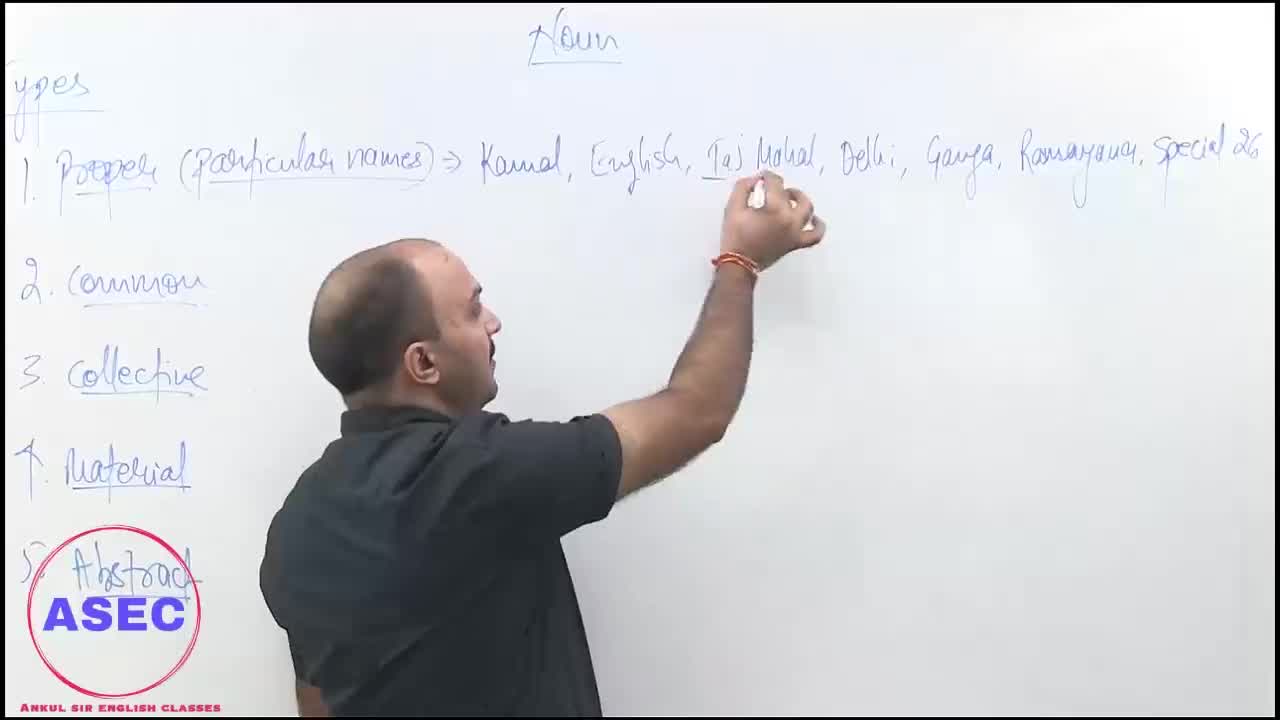 Noun
Types
1. Proper (Particular names) → Kamal, English, Taj Mahal, Delhi, Ganga, Ramayana, Special 26
2. Common
3. Collective
4. Material
5. Abstract
ASEC
ANKUL SIR ENGLISH CLASSES